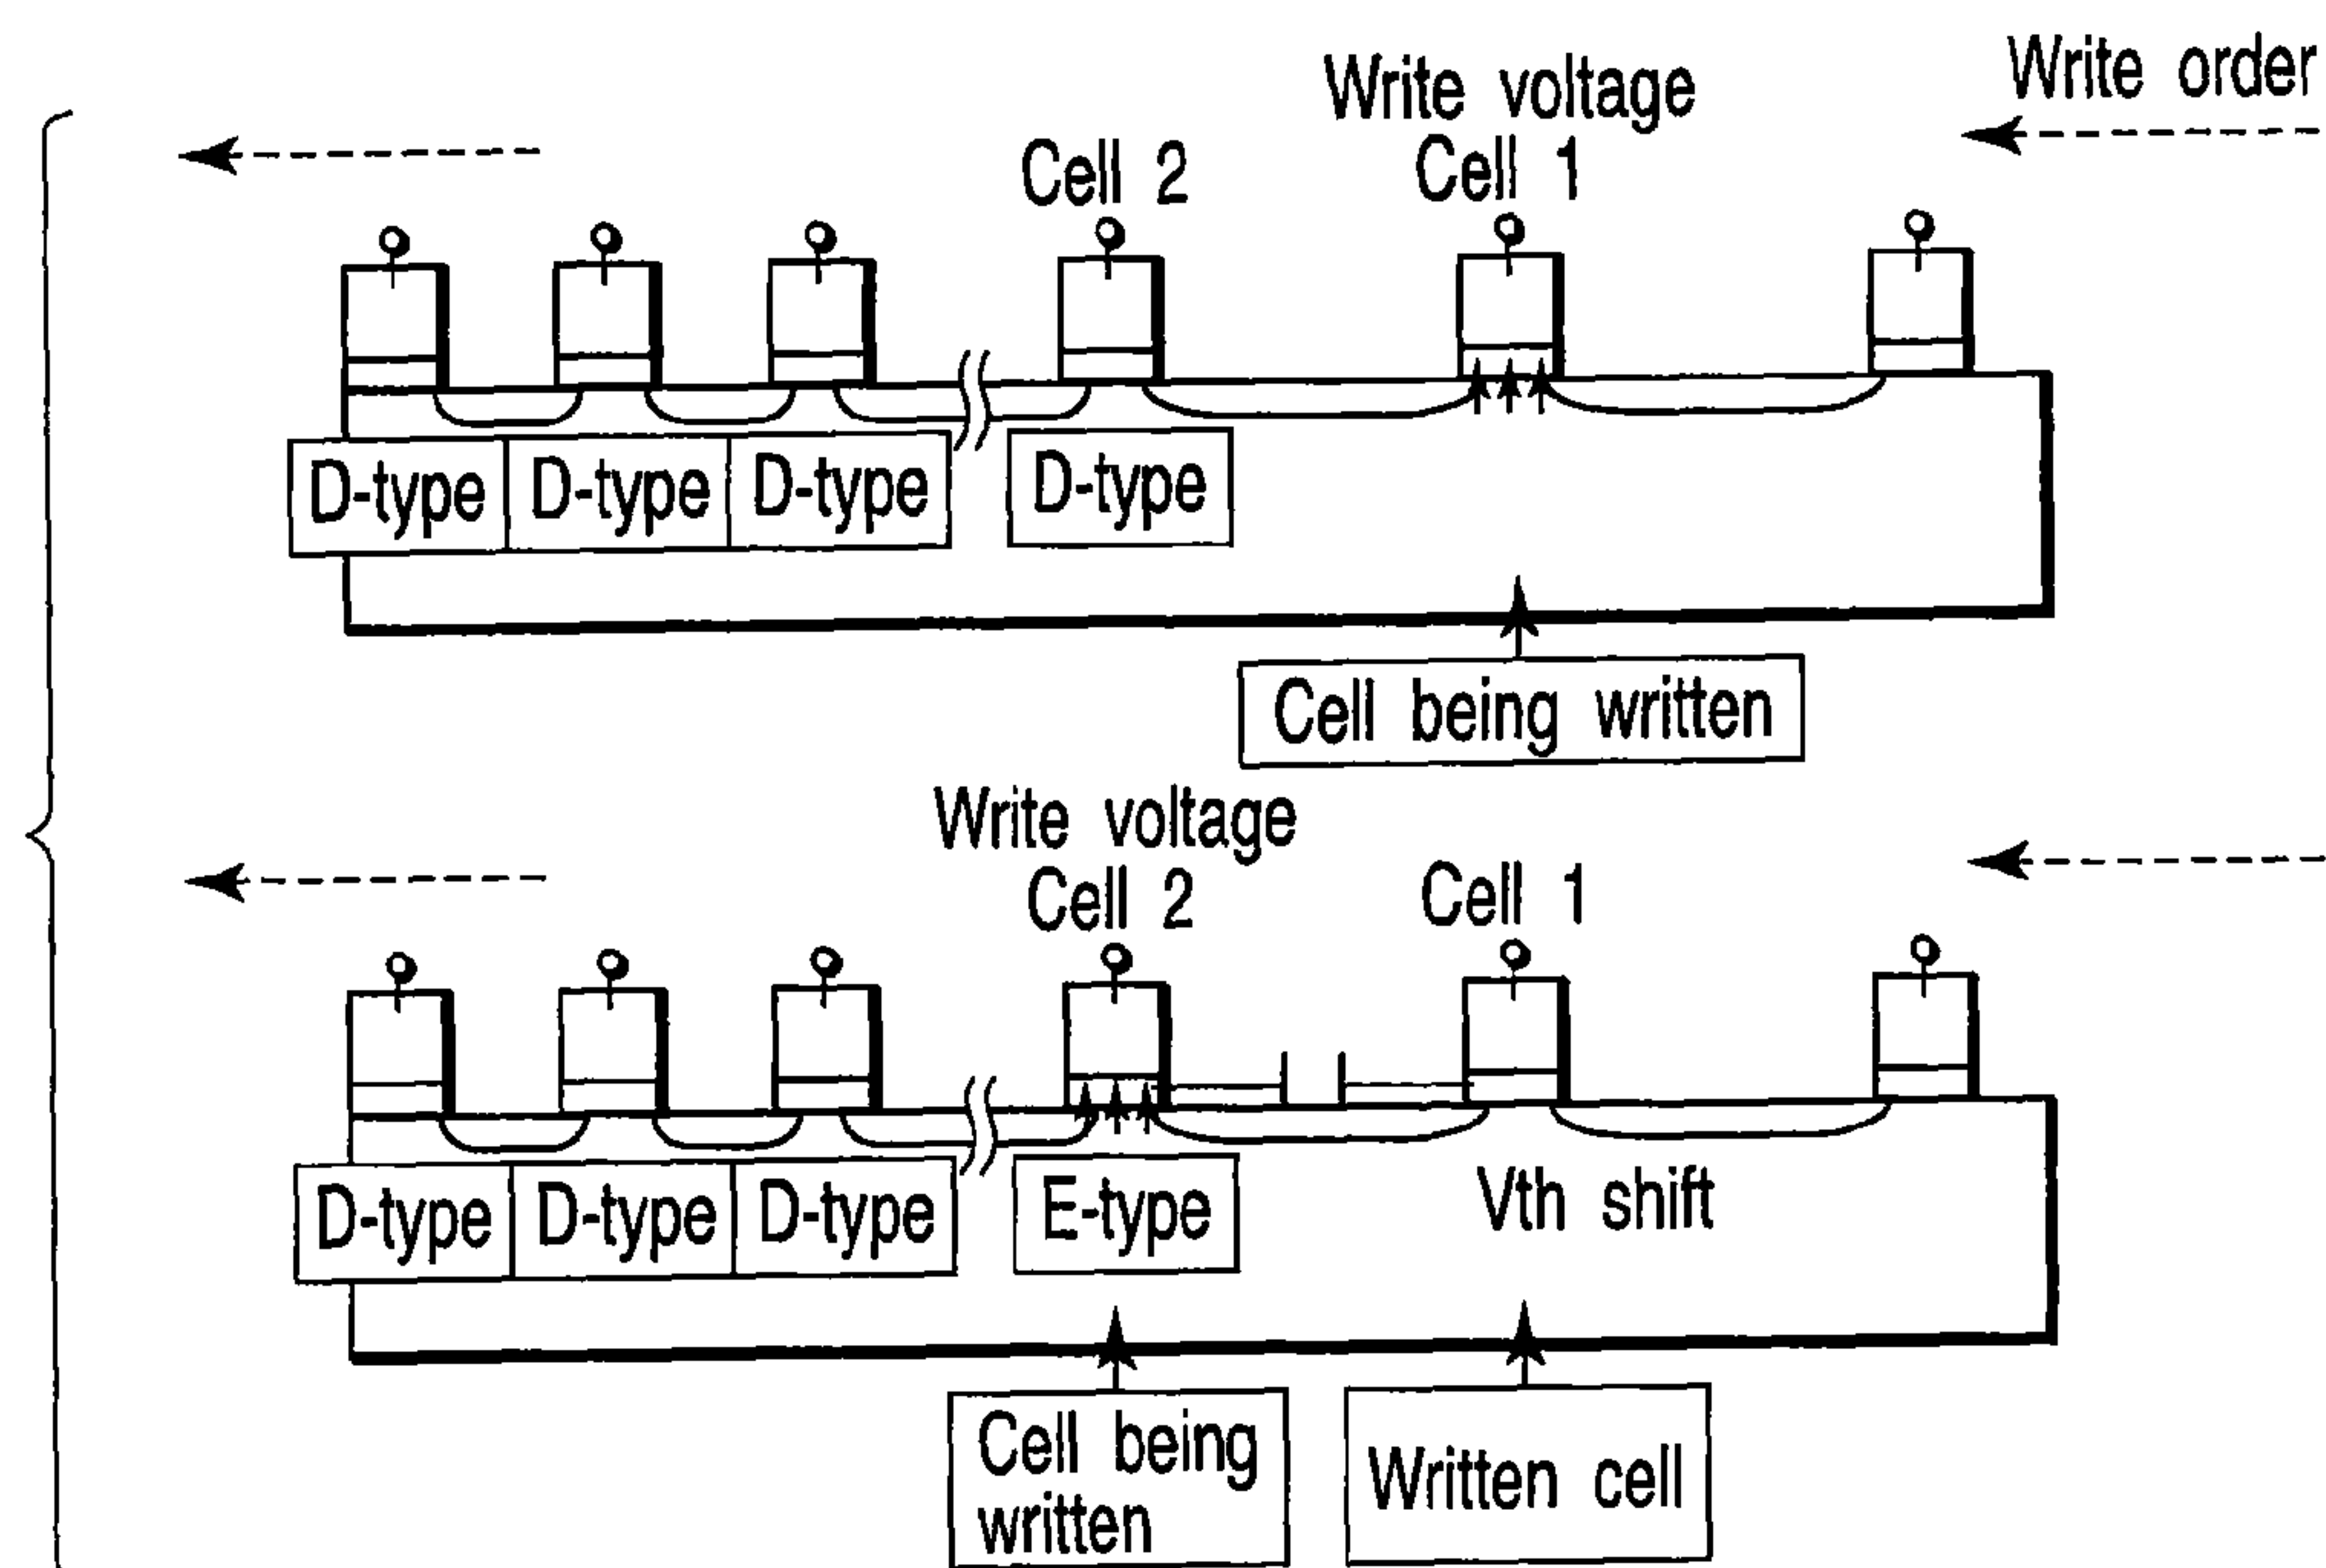 Write order
Write voltage
Cell 2 Cell 1
D-type D-type D-type D-type
Cell being written
Write voltage
Cell 2 Cell 1
D-type D-type D-type E-type Vth shift
Cell being
written
Written cell